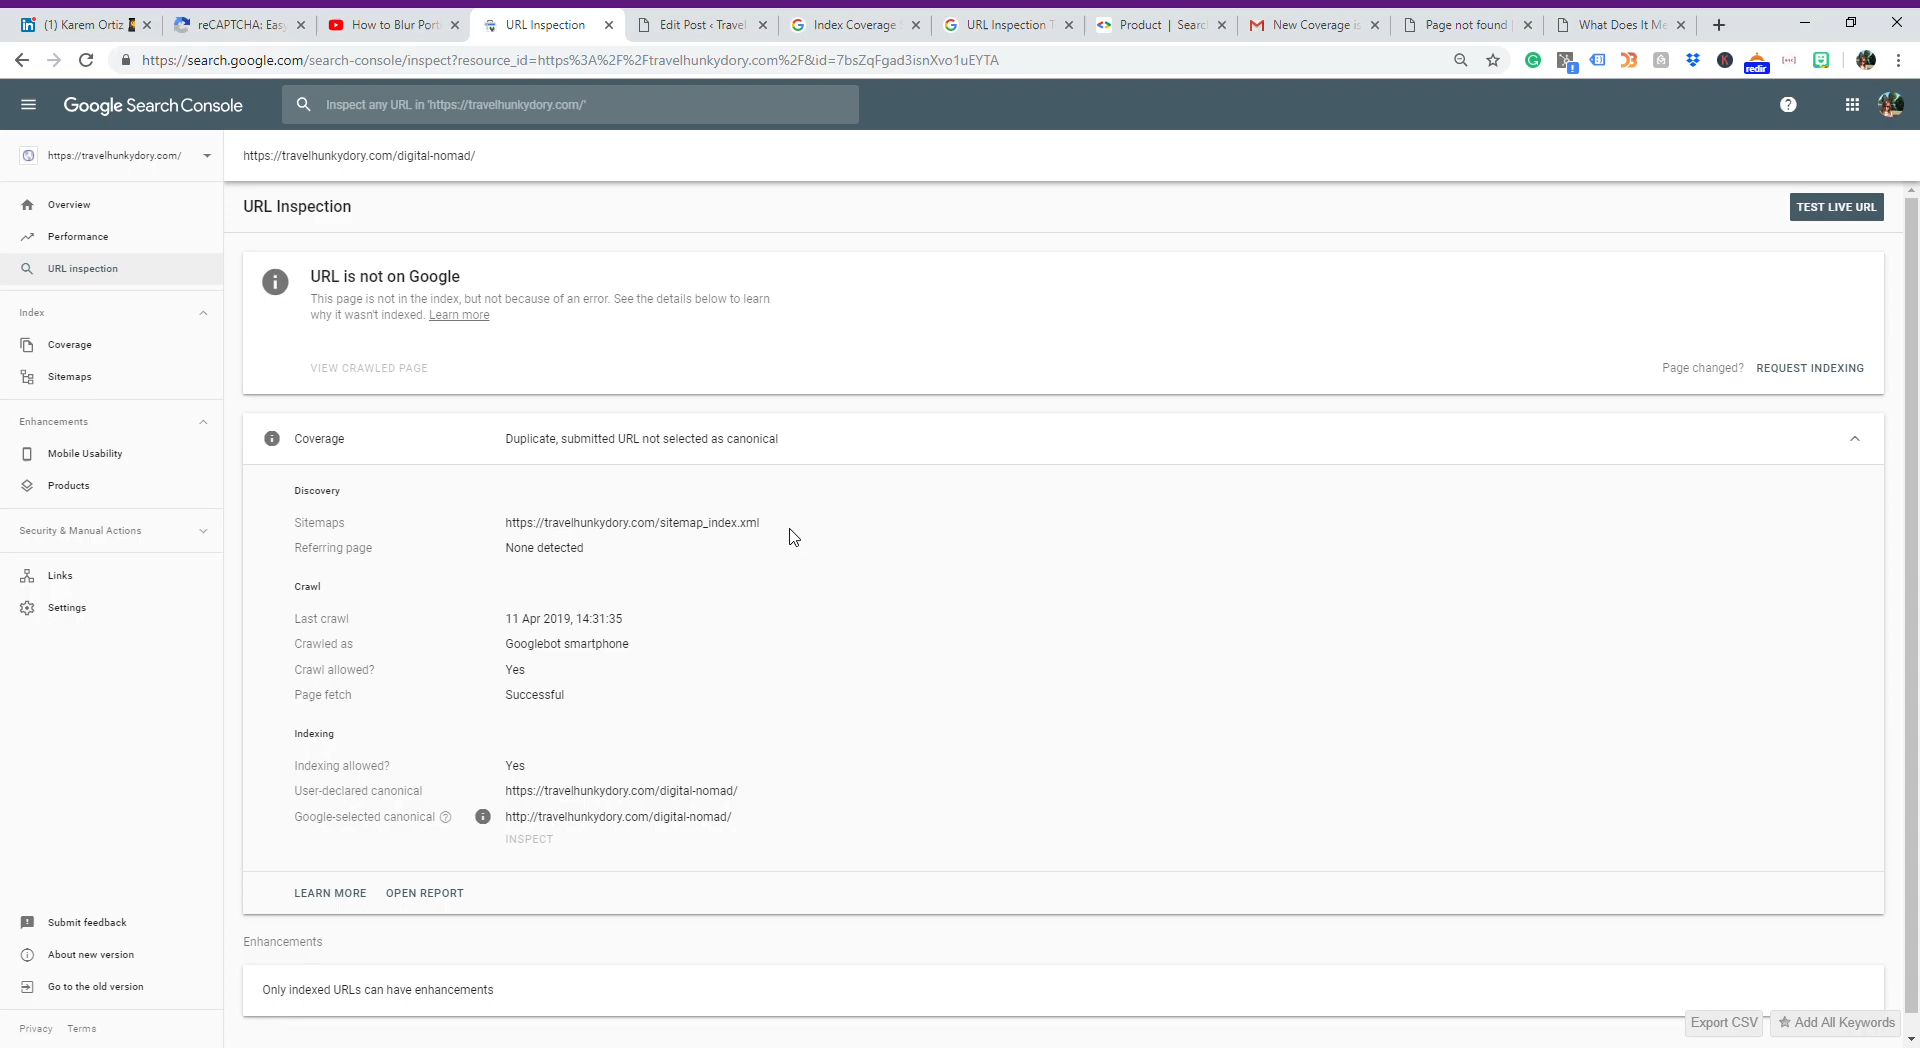 (1) Karem Ortiz
reCAPTCHA: Easy
How to Blur Port
URL Inspection
Edit Post ‹ Travel
Index Coverage S
URL Inspection T
Product | Search
New Coverage is
Page not found
What Does It Me
https://search.google.com/search-console/inspect?resource_id=https%3A%2F%2Ftravelhunkydory.com%2F&id=7bsZqFgad3isnXvo1uEYTA
redir
Google Search Console
Inspect any URL in 'https://travelhunkydory.com/'
https://travelhunkydory.com/
https://travelhunkydory.com/digital-nomad/
Overview
Performance
URL inspection
Index
Coverage
Sitemaps
Enhancements
Mobile Usability
Products
Security & Manual Actions
Links
Settings
Submit feedback
About new version
Go to the old version
Privacy Terms
URL Inspection
TEST LIVE URL
URL is not on Google
This page is not in the index, but not because of an error. See the details below to learn
why it wasn't indexed. Learn more
VIEW CRAWLED PAGE
Page changed? REQUEST INDEXING
Coverage Duplicate, submitted URL not selected as canonical
Discovery
Sitemaps https://travelhunkydory.com/sitemap_index.xml
Referring page None detected
Crawl
Last crawl 11 Apr 2019, 14:31:35
Crawled as Googlebot smartphone
Crawl allowed? Yes
Page fetch Successful
Indexing
Indexing allowed? Yes
User-declared canonical https://travelhunkydory.com/digital-nomad/
Google-selected canonical http://travelhunkydory.com/digital-nomad/
INSPECT
LEARN MORE OPEN REPORT
Enhancements
Only indexed URLs can have enhancements
Export CSV
Add All Keywords